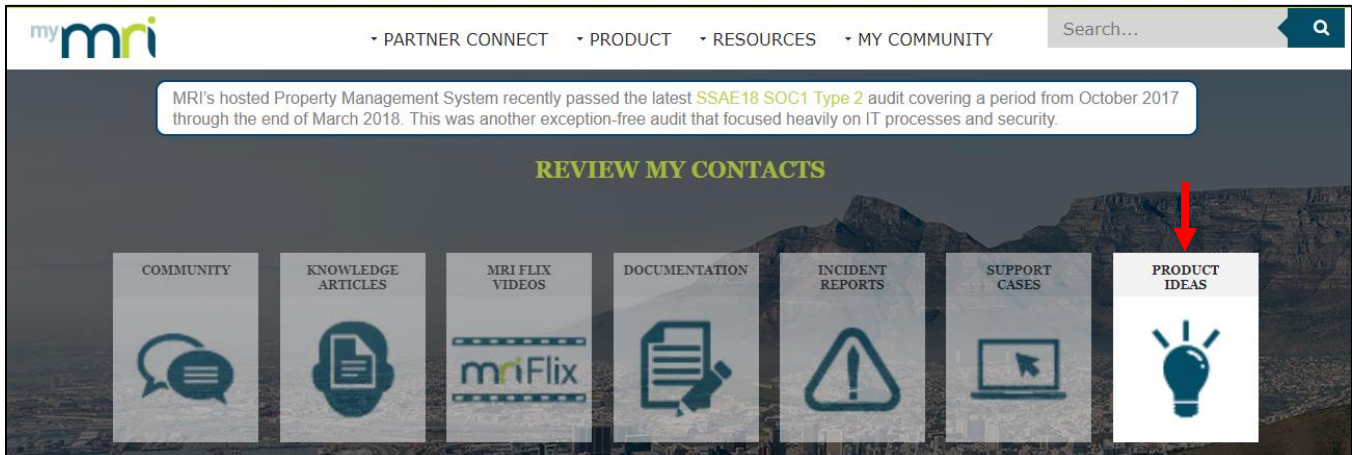 mymri
PARTNER CONNECT
PRODUCT
RESOURCES
MY COMMUNITY
Search...
MRI's hosted Property Management System recently passed the latest SSAE18 SOC1 Type 2 audit covering a period from October 2017
through the end of March 2018. This was another exception-free audit that focused heavily on IT processes and security.
REVIEW MY CONTACTS
COMMUNITY
KNOWLEDGE
ARTICLES
MRI FLIX
VIDEOS
mriFlix
DOCUMENTATION
INCIDENT
REPORTS
SUPPORT
CASES
PRODUCT
IDEAS